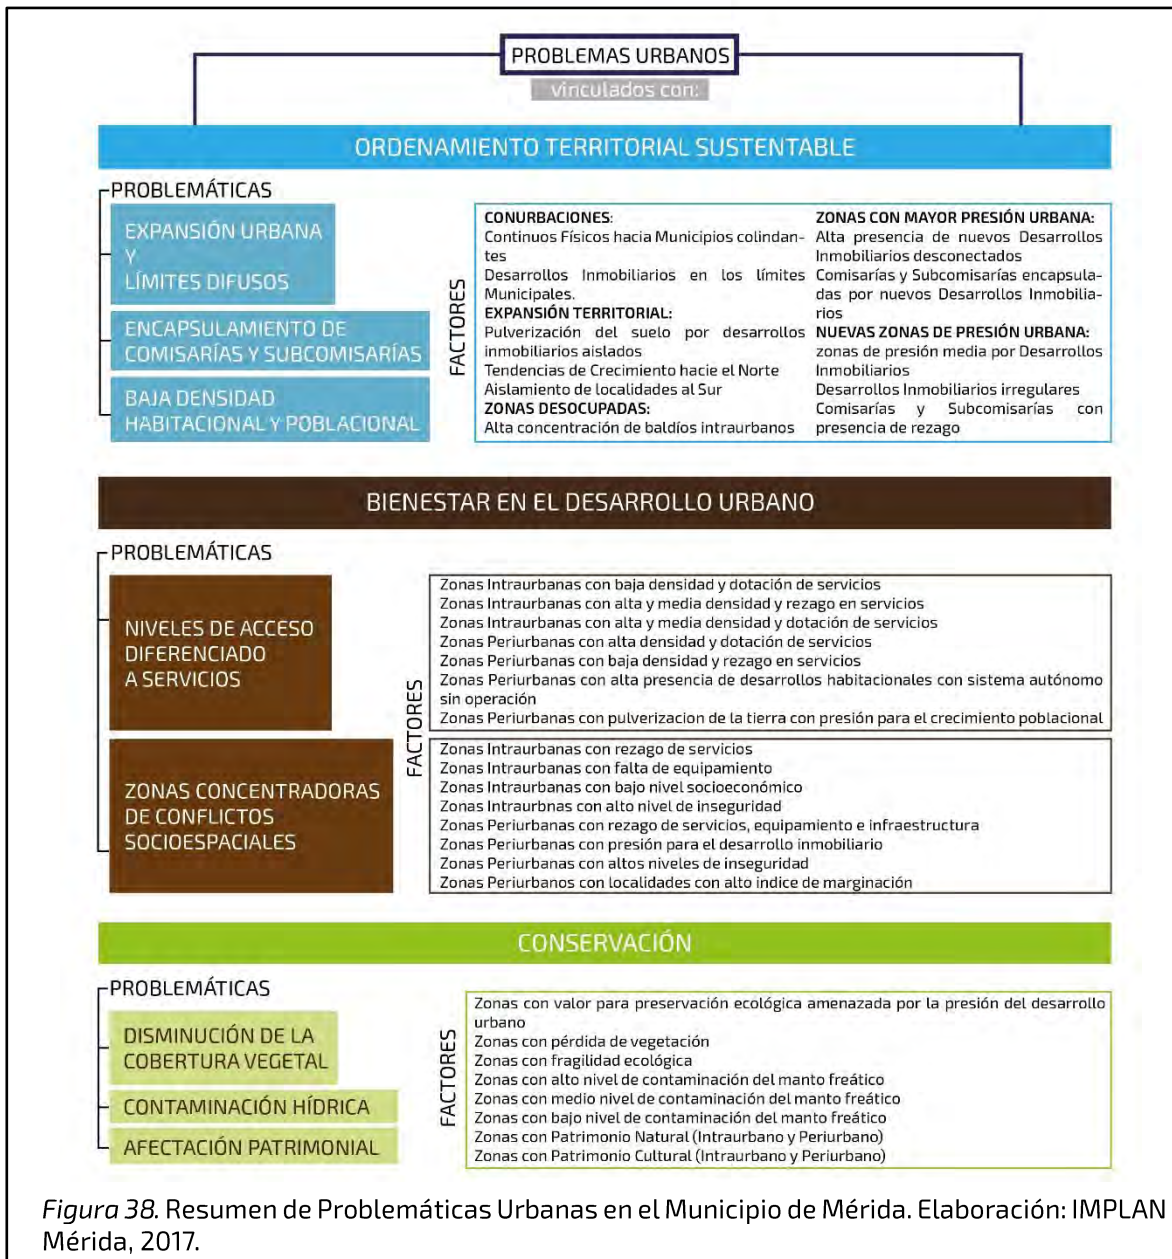 PROBLEMAS URBANOS
vinculados con:
ORDENAMIENTO TERRITORIAL SUSTENTABLE
PROBLEMÁTICAS
EXPANSIÓN URBANA
Y
LÍMITES DIFUSOS
ENCAPSULAMIENTO DE
COMISARÍAS Y SUBCOMISARÍAS
BAJA DENSIDAD
HABITACIONAL Y POBLACIONAL
FACTORES
CONURBACIONES:
Continuos Físicos hacia Municipios colindan-
tes
Desarrollos Inmobiliarios en los límites
Municipales.
EXPANSIÓN TERRITORIAL:
Pulverización del suelo por desarrollos
inmobiliarios aislados
Tendencias de Crecimiento hacie el Norte
Aislamiento de localidades al Sur
ZONAS DESOCUPADAS:
Alta concentración de baldíos intraurbanos
ZONAS CON MAYOR PRESIÓN URBANA:
Alta presencia de nuevos Desarrollos
Inmobiliarios desconectados
Comisarías y Subcomisarías encapsula-
das por nuevos Desarrollos Inmobilia-
rios
NUEVAS ZONAS DE PRESIÓN URBANA:
zonas de presión media por Desarrollos
Inmobiliarios
Desarrollos Inmobiliarios irregulares
Comisarías y Subcomisarías con
presencia de rezago
BIENESTAR EN EL DESARROLLO URBANO
PROBLEMÁTICAS
NIVELES DE ACCESO
DIFERENCIADO
A SERVICIOS
ZONAS CONCENTRADORAS
DE CONFLICTOS
SOCIOESPACIALES
FACTORES
Zonas Intraurbanas con baja densidad y dotación de servicios
Zonas Intraurbanas con alta y media densidad y rezago en servicios
Zonas Intraurbanas con alta y media densidad y dotación de servicios
Zonas Periurbanas con alta densidad y dotación de servicios
Zonas Periurbanas con baja densidad y rezago en servicios
Zonas Periurbanas con alta presencia de desarrollos habitacionales con sistema autónomo
sin operación
Zonas Periurbanas con pulverizacion de la tierra con presión para el crecimiento poblacional
Zonas Intraurbanas con rezago de servicios
Zonas Intraurbanas con falta de equipamiento
Zonas Intraurbanas con bajo nivel socioeconómico
Zonas Intraurbnas con alto nivel de inseguridad
Zonas Periurbanas con rezago de servicios, equipamiento e infraestructura
Zonas Periurbanas con presión para el desarrollo inmobiliario
Zonas Periurbanas con altos niveles de inseguridad
Zonas Periurbanos con localidades con alto indice de marginación
CONSERVACIÓN
PROBLEMÁTICAS
DISMINUCIÓN DE LA
COBERTURA VEGETAL
CONTAMINACIÓN HÍDRICA
AFECTACIÓN PATRIMONIAL
FACTORES
Zonas con valor para preservación ecológica amenazada por la presión del desarrollo
urbano
Zonas con pérdida de vegetación
Zonas con fragilidad ecológica
Zonas con alto nivel de contaminación del manto freático
Zonas con medio nivel de contaminación del manto freático
Zonas con bajo nivel de contaminación del manto freático
Zonas con Patrimonio Natural (Intraurbano y Periurbano)
Zonas con Patrimonio Cultural (Intraurbano y Periurbano)
Figura 38. Resumen de Problemáticas Urbanas en el Municipio de Mérida. Elaboración: IMPLAN
Mérida, 2017.